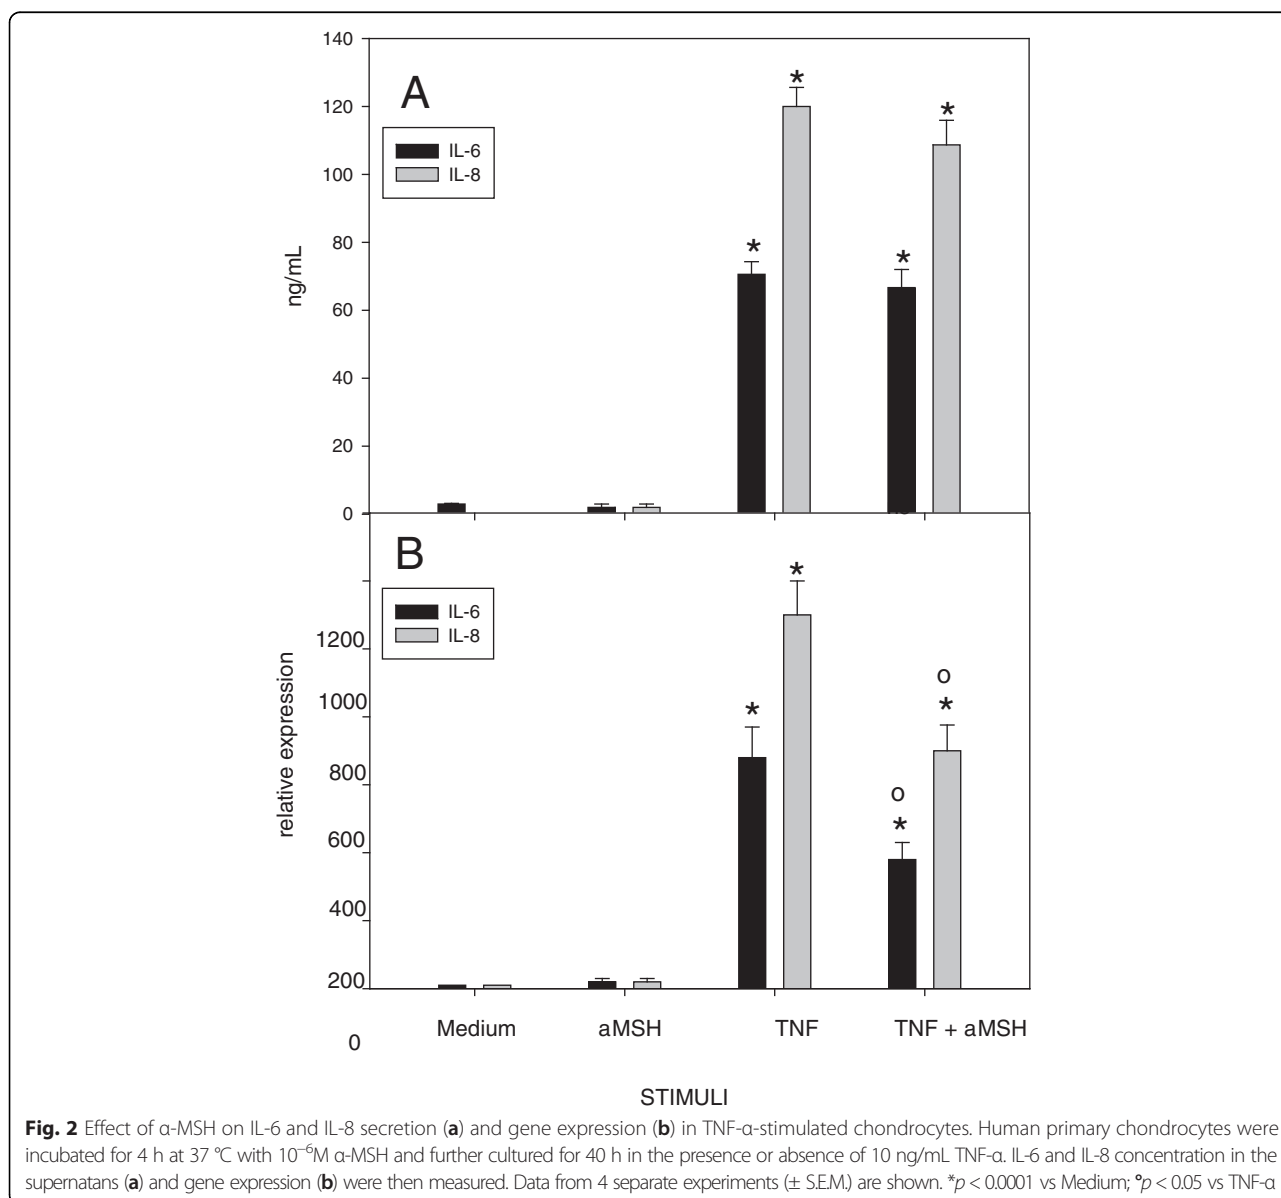 140
A
120
IL-6
IL-8
100
80
ng/mL
60
40
20
0
B
IL-6
IL-8
1200
1000
relative expression
800
600
400
200
0
* * * *
* * o * o *
Medium aMSH TNF TNF + aMSH
STIMULI
Fig. 2 Effect of α-MSH on IL-6 and IL-8 secretion (a) and gene expression (b) in TNF-α-stimulated chondrocytes. Human primary chondrocytes were
incubated for 4 h at 37 °C with 10⁻⁶M α-MSH and further cultured for 40 h in the presence or absence of 10 ng/mL TNF-α. IL-6 and IL-8 concentration in the
supernatans (a) and gene expression (b) were then measured. Data from 4 separate experiments (± S.E.M.) are shown. *p < 0.0001 vs Medium; °p < 0.05 vs TNF-α